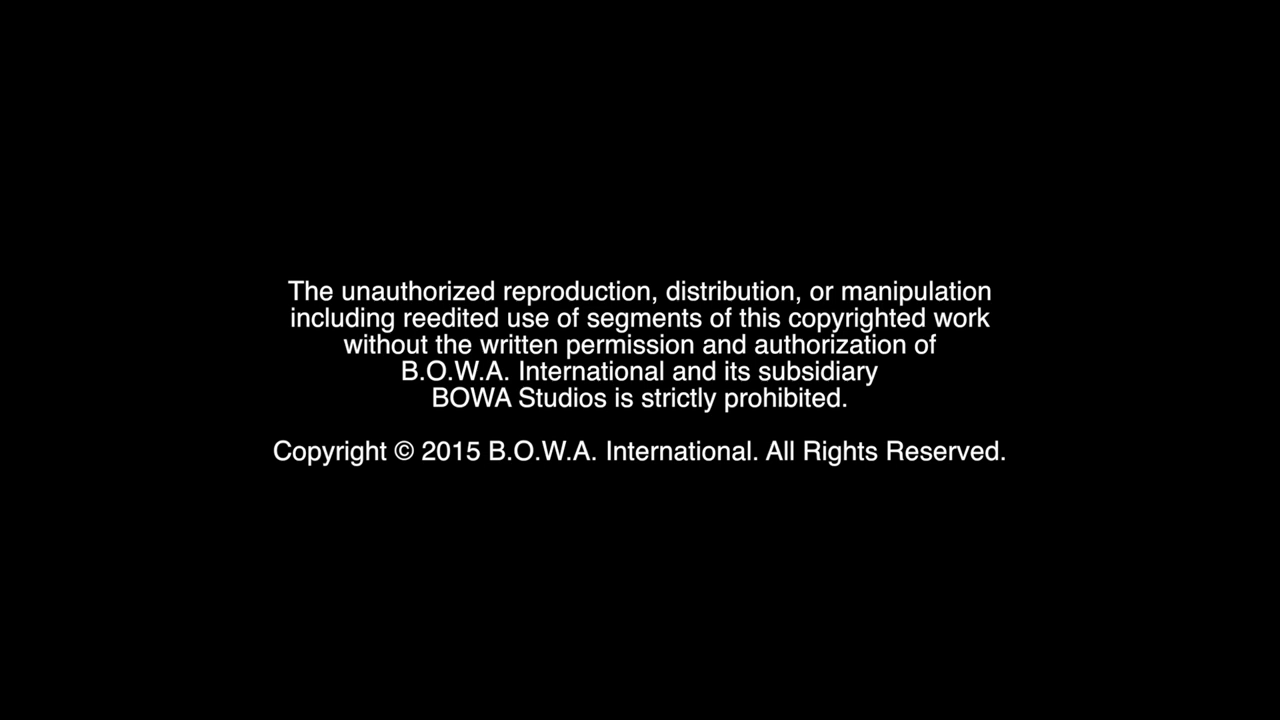 The unauthorized reproduction, distribution, or manipulation
including reedited use of segments of this copyrighted work
without the written permission and authorization of
B.O.W.A. International and its subsidiary
BOWA Studios is strictly prohibited.
Copyright © 2015 B.O.W.A. International. All Rights Reserved.